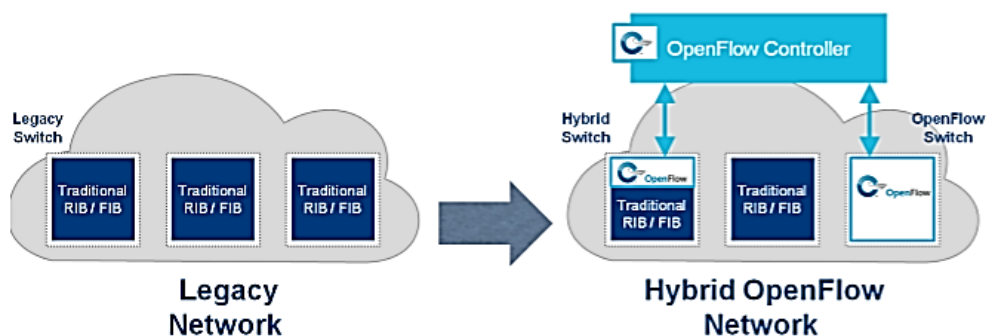 Legacy
Switch
Traditional
RIB / FIB
Traditional
RIB / FIB
Traditional
RIB / FIB
Legacy
Network
OpenFlow Controller
Hybrid
Switch
OpenFlow
Switch
OpenFlow
Traditional
RIB / FIB
Traditional
RIB / FIB
OpenFlow
Hybrid OpenFlow
Network